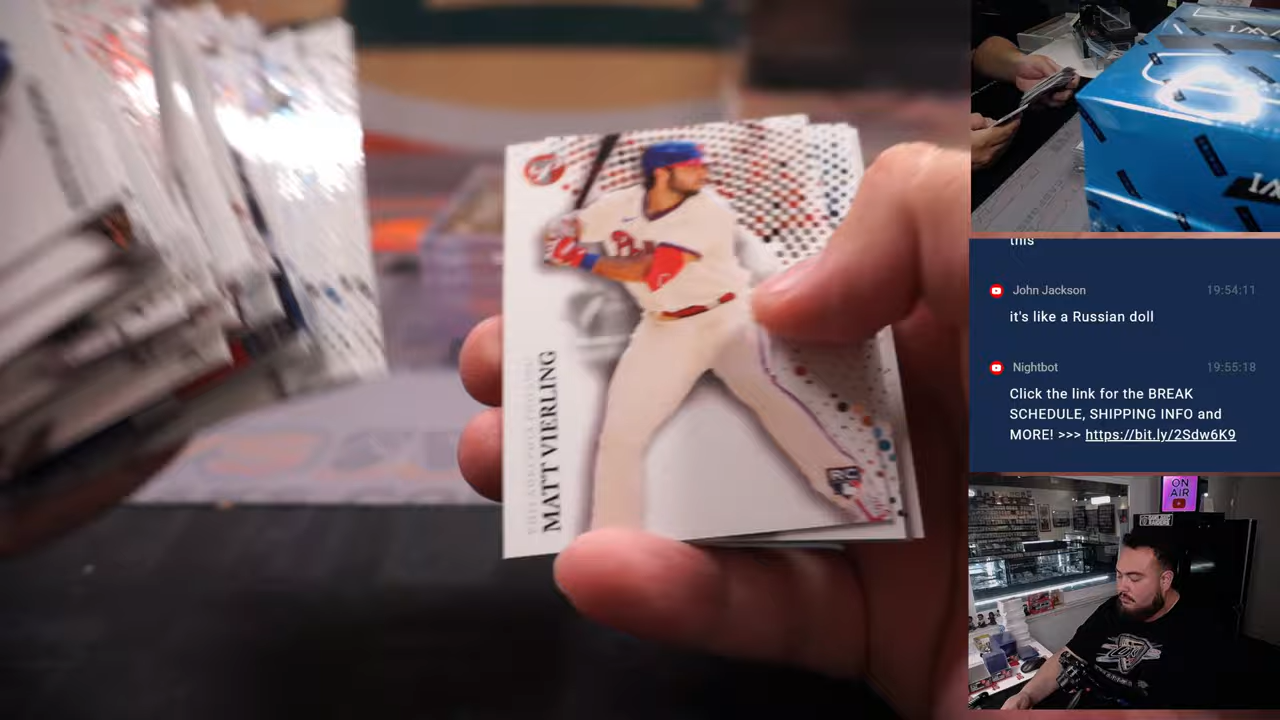 MATT VIERLING
RC
this
John Jackson
19:54:11
it's like a Russian doll
Nightbot
19:55:18
Click the link for the BREAK
SCHEDULE, SHIPPING INFO and
MORE! >>> https://bit.ly/2Sdw6K9
ON
AIR